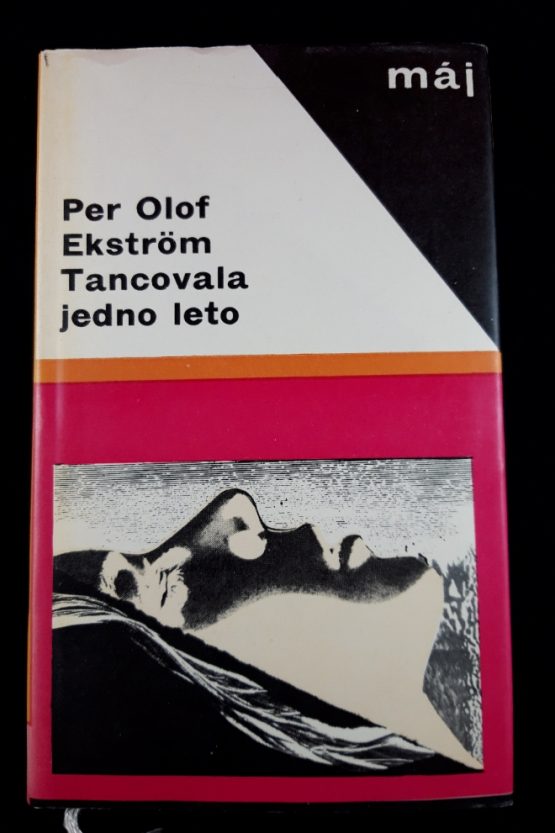 máj
Per Olof
Ekström
Tancovala
jedno leto